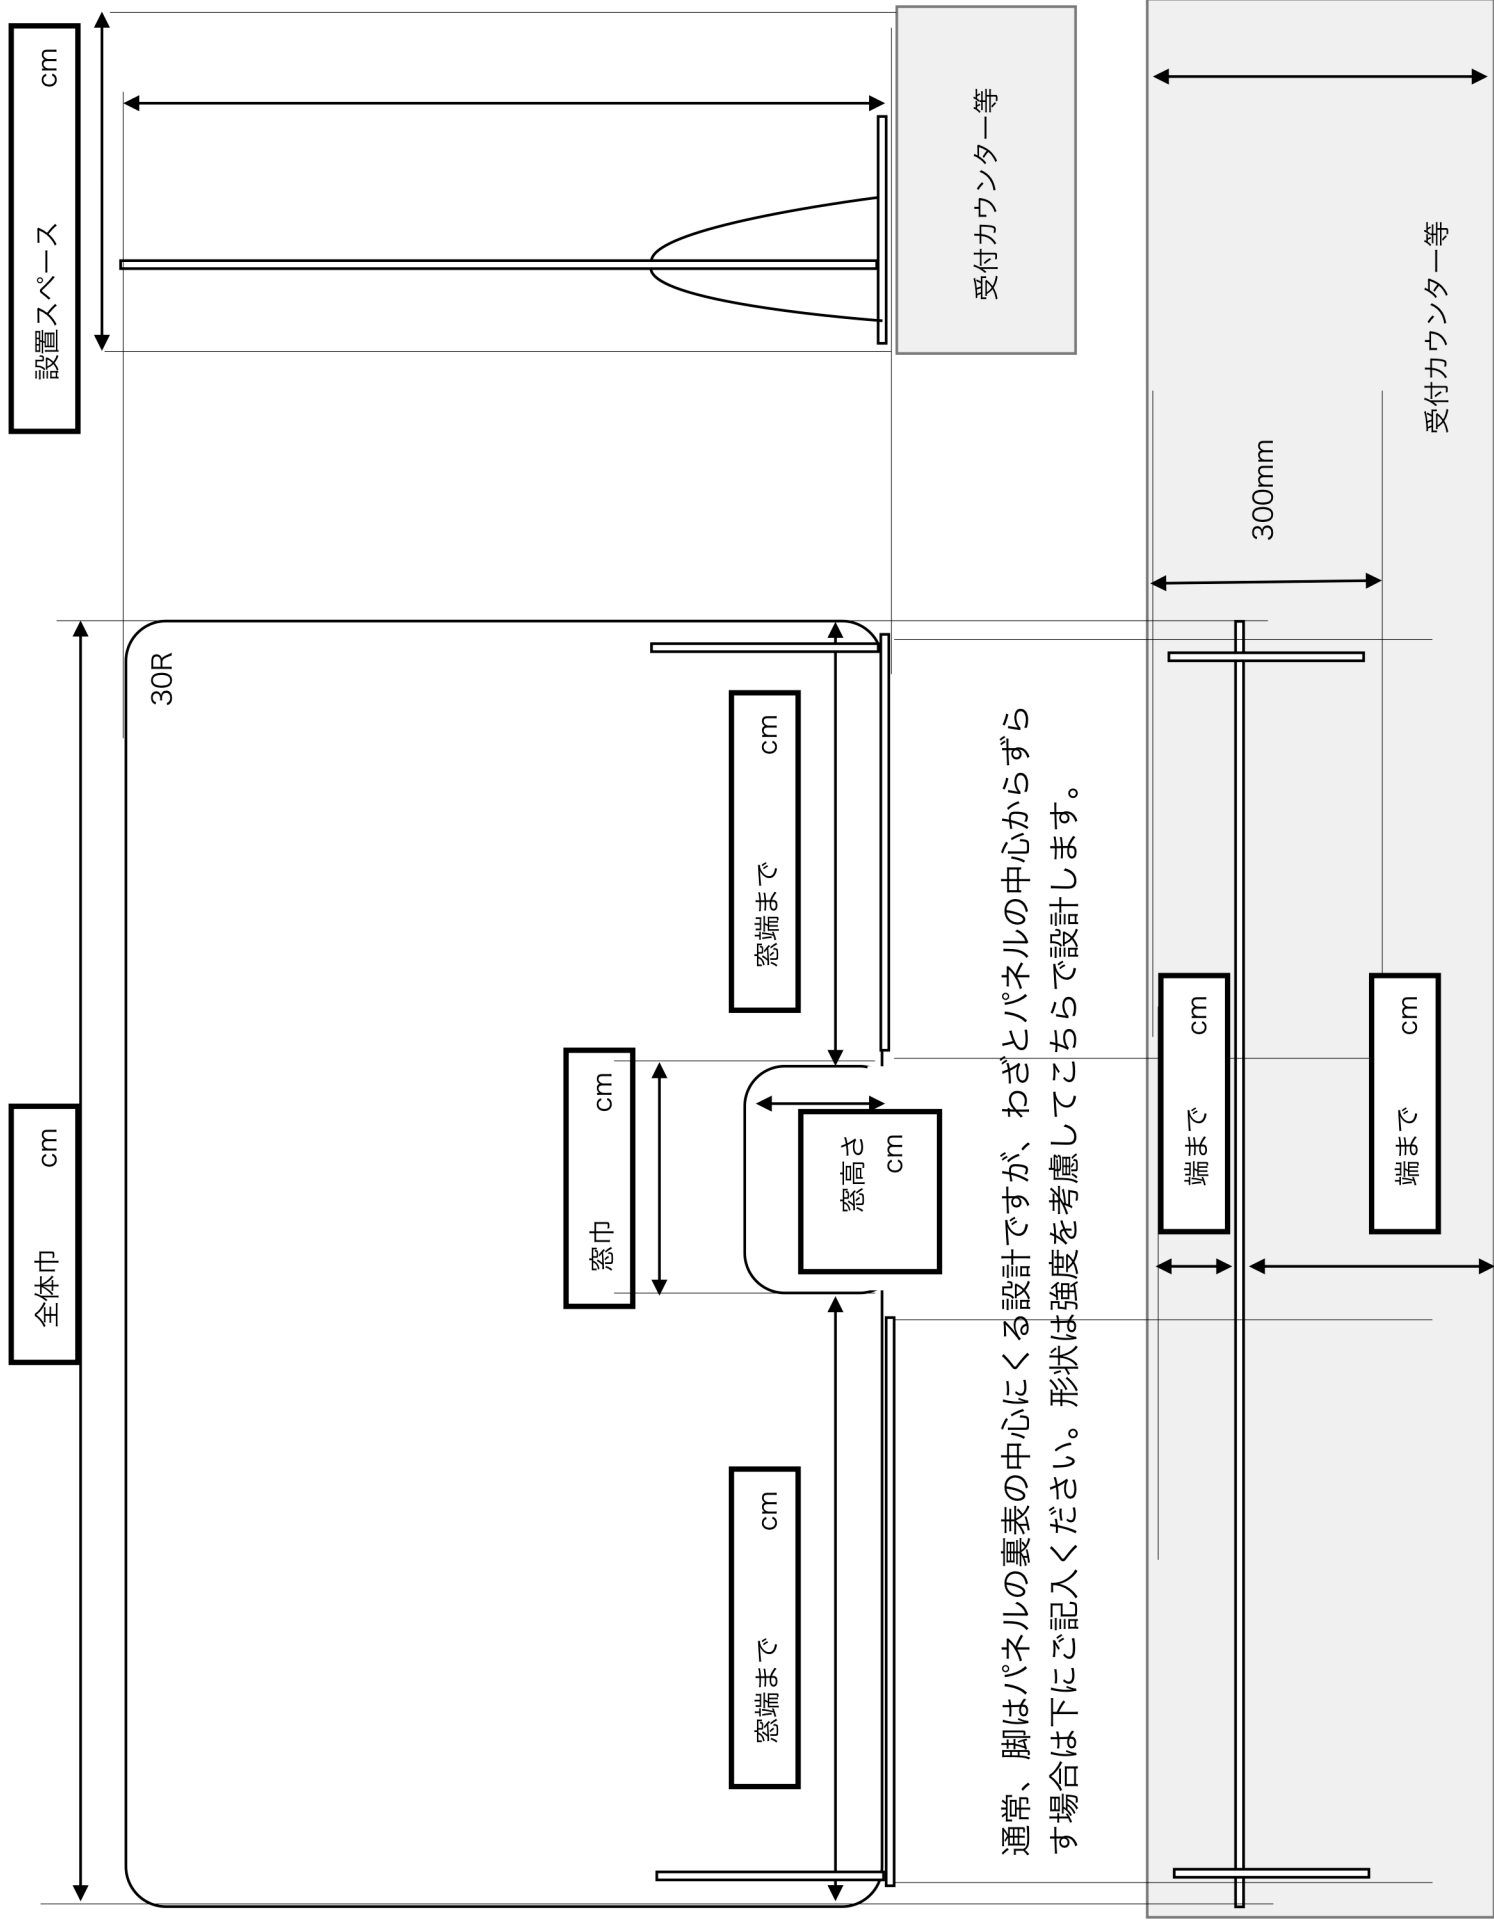 全体巾 cm
設置スペース cm
30R
窓巾 cm
窓端まで cm
窓端まで cm
窓高さ
cm
受付カウンター等
通常、脚はパネルの裏表の中心にくる設計ですが、わざとパネルの中心からずら
す場合は下にご記入ください。形状は強度を考慮してこちらで設計します。
300mm
端まで cm
端まで cm
受付カウンター等